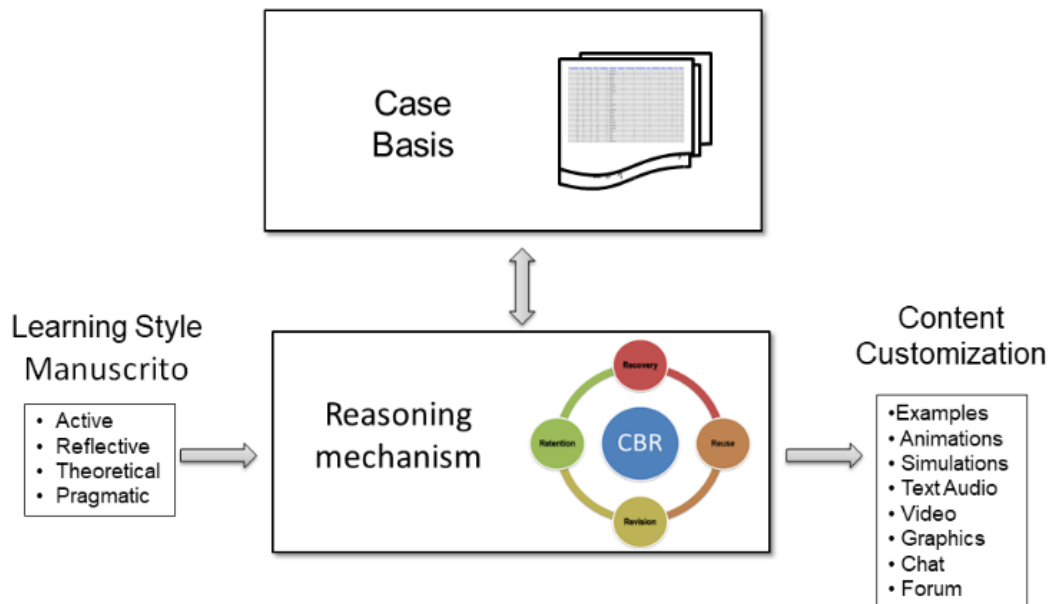 Case
Basis
Learning Style
Manuscrito
• Active
• Reflective
• Theoretical
• Pragmatic
Reasoning
mechanism
Recovery
Retention
CBR
Reuse
Revision
Content
Customization
•Examples
• Animations
• Simulations
• Text Audio
• Video
• Graphics
• Chat
• Forum